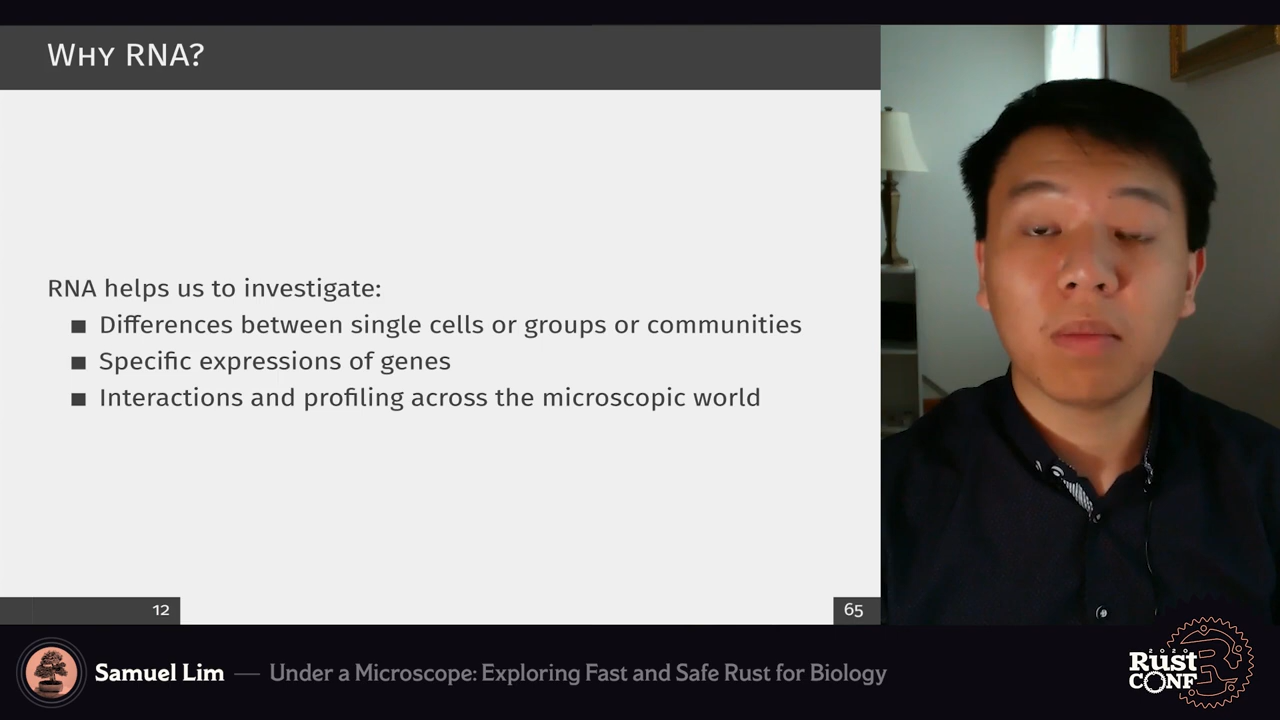 Why RNA?
RNA helps us to investigate:
Differences between single cells or groups or communities
Specific expressions of genes
Interactions and profiling across the microscopic world
12
65
Samuel Lim — Under a Microscope: Exploring Fast and Safe Rust for Biology
2020
Rust
CONF